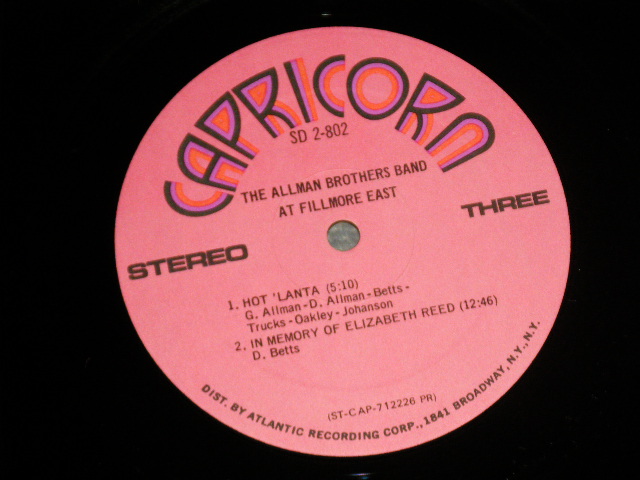 CAPRICORN
SD 2-802
THE ALLMAN BROTHERS BAND
AT FILLMORE EAST
STEREO
THREE
1. HOT 'LANTA (5:10)
G. Allman-D. Allman-Betts-
Trucks-Oakley-Johanson
2. IN MEMORY OF ELIZABETH REED (12:46)
D. Betts
(ST-CAP-712226 PR)
DIST. BY ATLANTIC RECORDING CORP., 1841 BROADWAY, N.Y., N.Y.